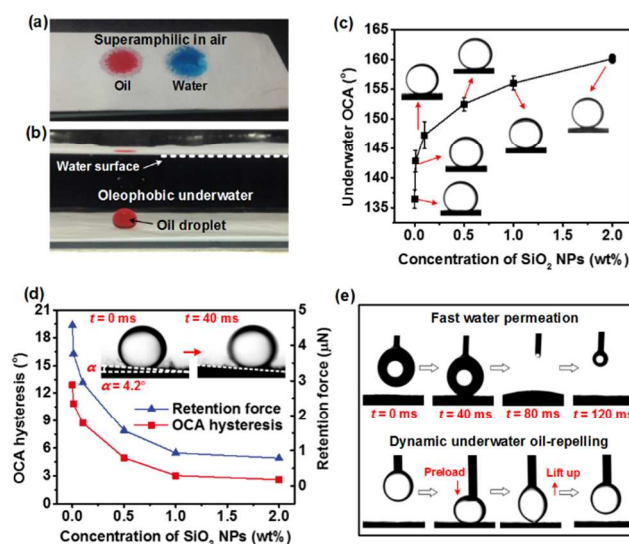 (a)
Superamphilic in air
Oil Water
(b)
Water surface
Oleophobic underwater
Oil droplet
(c)
Underwater OCA (°)
160
155
150
145
140
135
0.0 0.5 1.0 1.5 2.0
Concentration of SiO₂ NPs (wt%)
(d)
t = 0 ms t = 40 ms
α
α = 4.2°
Retention force
OCA hysteresis
OCA hysteresis (°)
21
18
15
12
9
6
3
0
Retention force (μN)
5
4
3
2
1
0
0.0 0.5 1.0 1.5 2.0
Concentration of SiO₂ NPs (wt%)
(e)
Fast water permeation
t = 0 ms t = 40 ms t = 80 ms t = 120 ms
Dynamic underwater oil-repelling
Preload Lift up